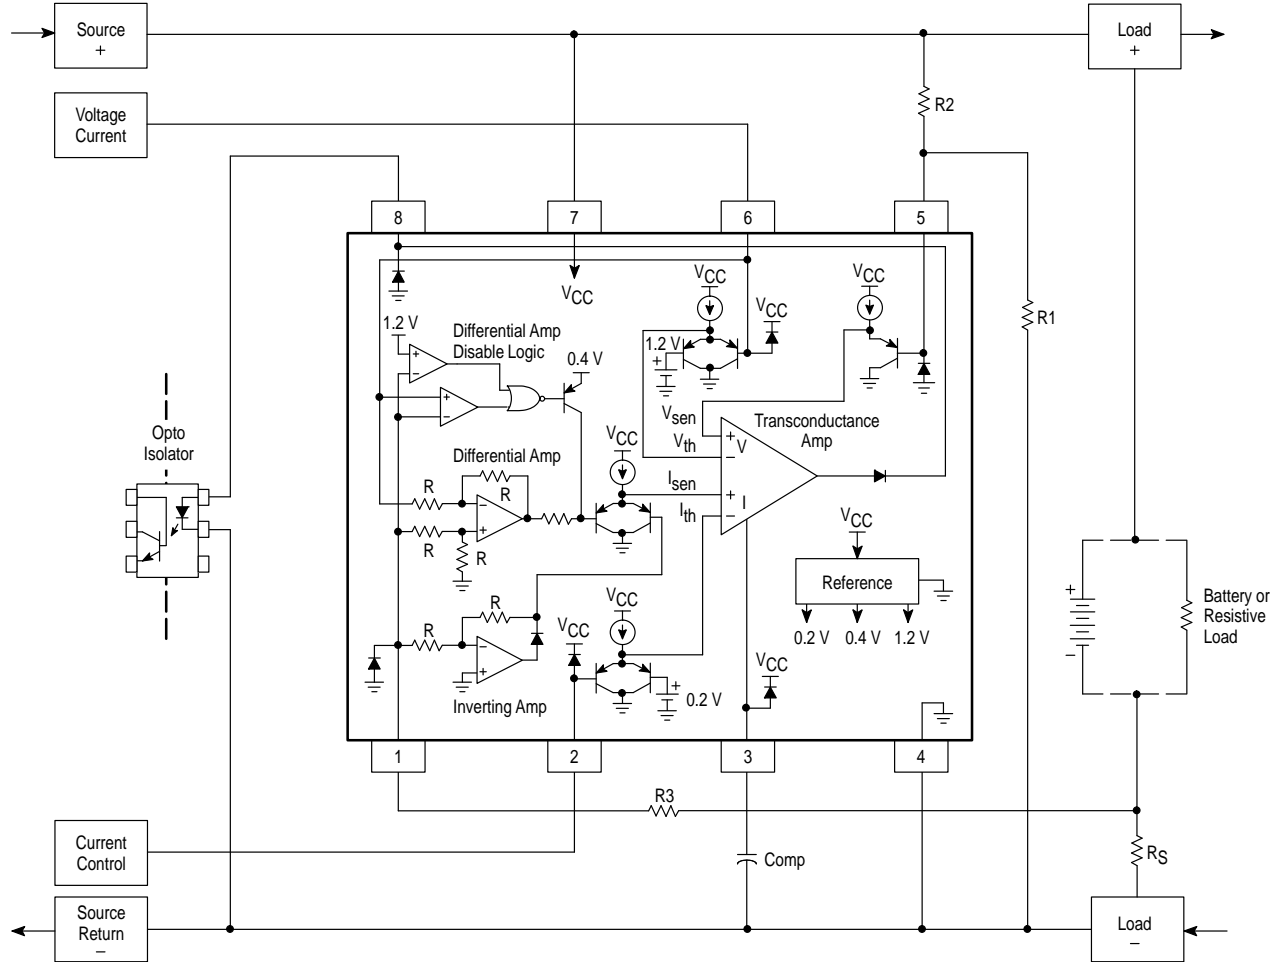 Source
+
Load
+
Voltage
Current
R2
8
7
6
5
R1
VCC
VCC
VCC
VCC
1.2 V
Differential Amp
Disable Logic
0.4 V
1.2 V
+
+
−
+
−
Vsen
Vth
Transconductance
Amp
+
V
−
Opto
Isolator
VCC
Differential Amp
R
R
−
+
Isen
Ith
+
I
−
R
R
VCC
Reference
0.2 V
0.4 V
1.2 V
+
−
Battery or
Resistive
Load
R
R
−
+
VCC
VCC
+
0.2 V
VCC
Inverting Amp
1
2
3
4
R3
Current
Control
Comp
RS
Source
Return
−
Load
−